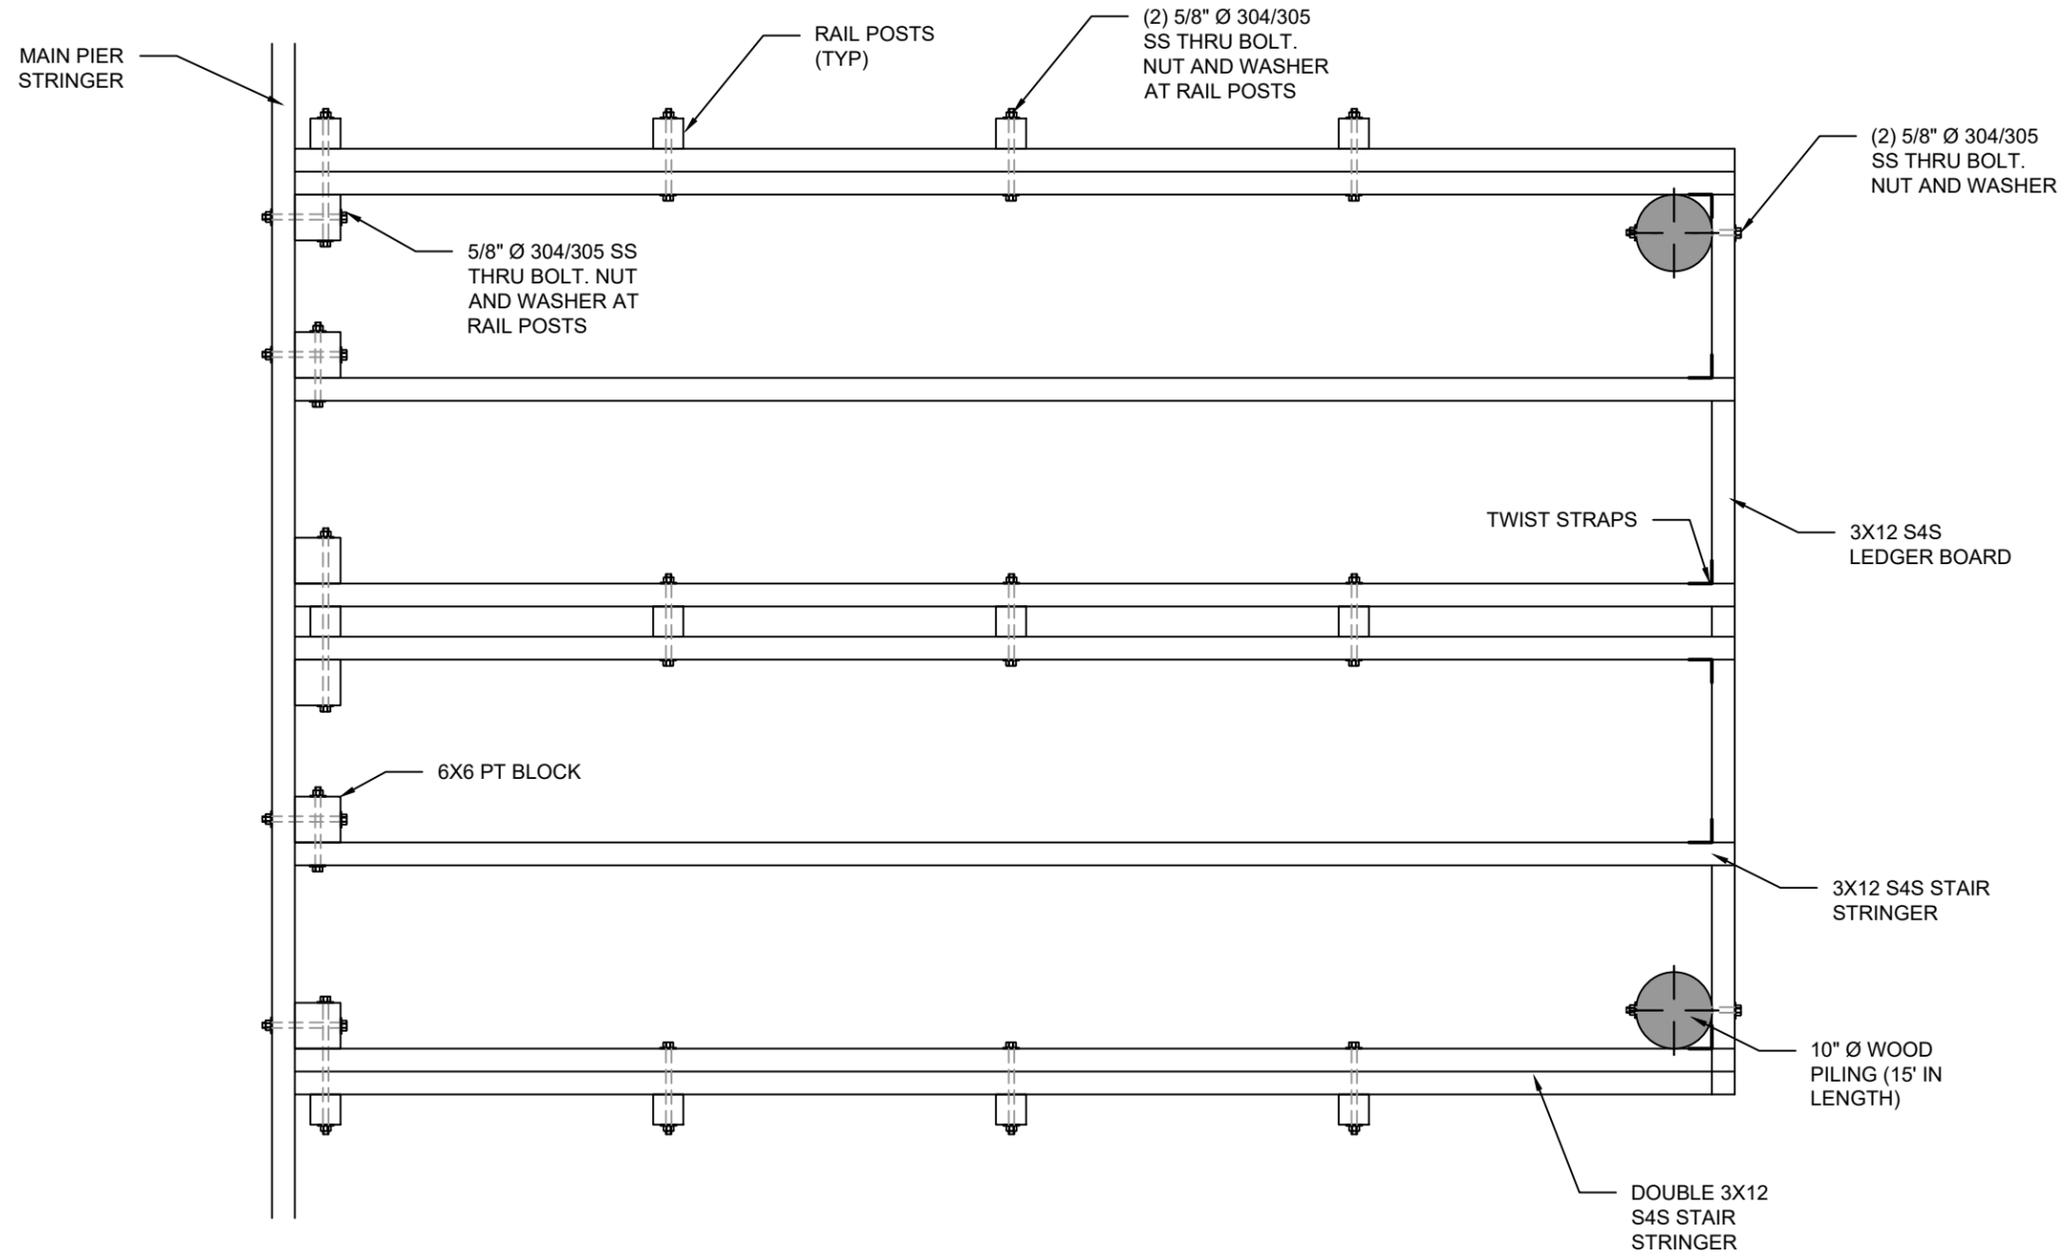 MAIN PIER
STRINGER
RAIL POSTS
(TYP)
(2) 5/8" Ø 304/305
SS THRU BOLT.
NUT AND WASHER
AT RAIL POSTS
(2) 5/8" Ø 304/305
SS THRU BOLT.
NUT AND WASHER
5/8" Ø 304/305 SS
THRU BOLT. NUT
AND WASHER AT
RAIL POSTS
TWIST STRAPS
3X12 S4S
LEDGER BOARD
6X6 PT BLOCK
3X12 S4S STAIR
STRINGER
10" Ø WOOD
PILING (15' IN
LENGTH)
DOUBLE 3X12
S4S STAIR
STRINGER